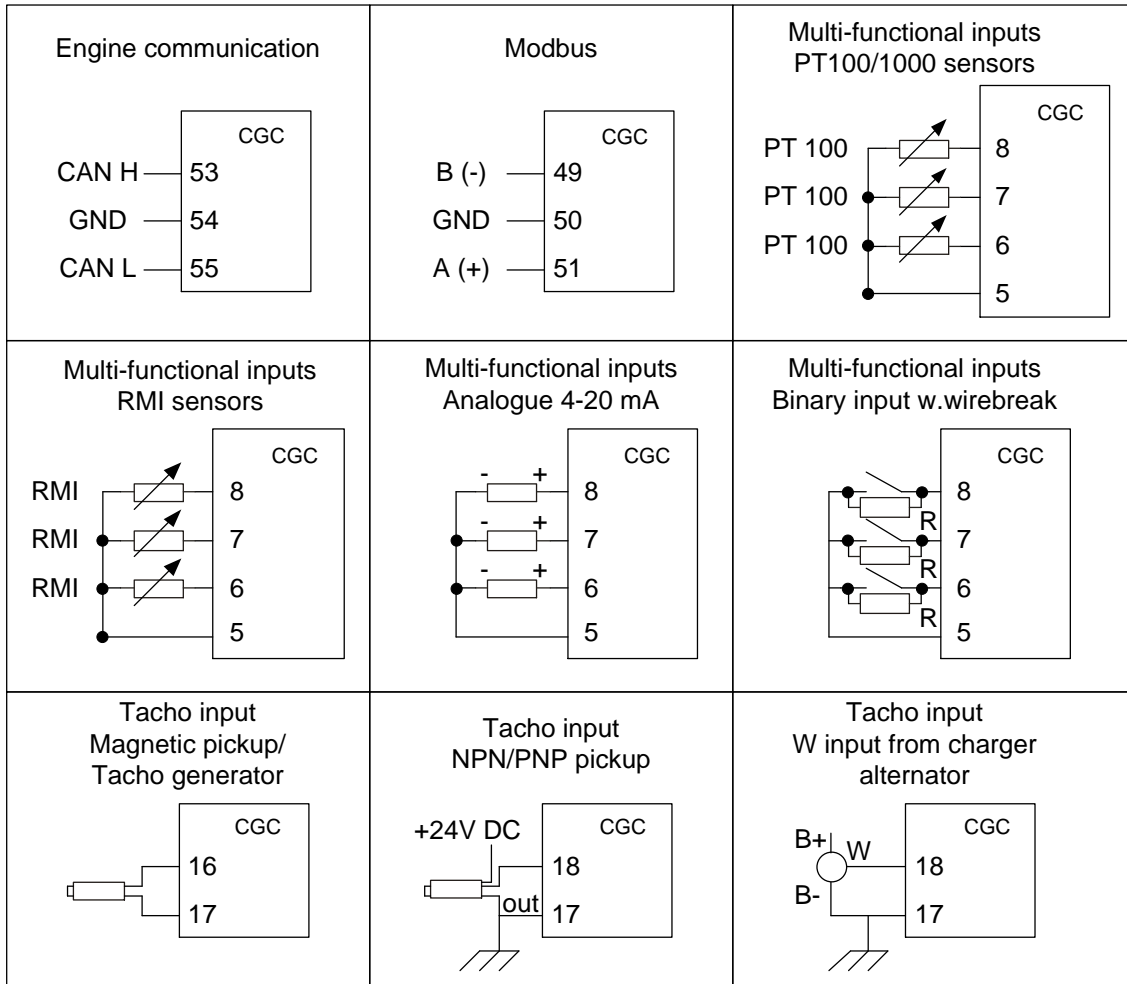 Engine communication
CGC
CAN H 53
GND 54
CAN L 55
Modbus
CGC
B (-) 49
GND 50
A (+) 51
Multi-functional inputs
PT100/1000 sensors
CGC
PT 100 8
PT 100 7
PT 100 6
5
Multi-functional inputs
RMI sensors
CGC
RMI 8
RMI 7
RMI 6
5
Multi-functional inputs
Analogue 4-20 mA
CGC
- + 8
- + 7
- + 6
5
Multi-functional inputs
Binary input w.wirebreak
CGC
8
R
7
R
6
R
5
Tacho input
Magnetic pickup/
Tacho generator
CGC
16
17
Tacho input
NPN/PNP pickup
+24V DC
CGC
18
out 17
Tacho input
W input from charger
alternator
CGC
B+ W 18
B- 17